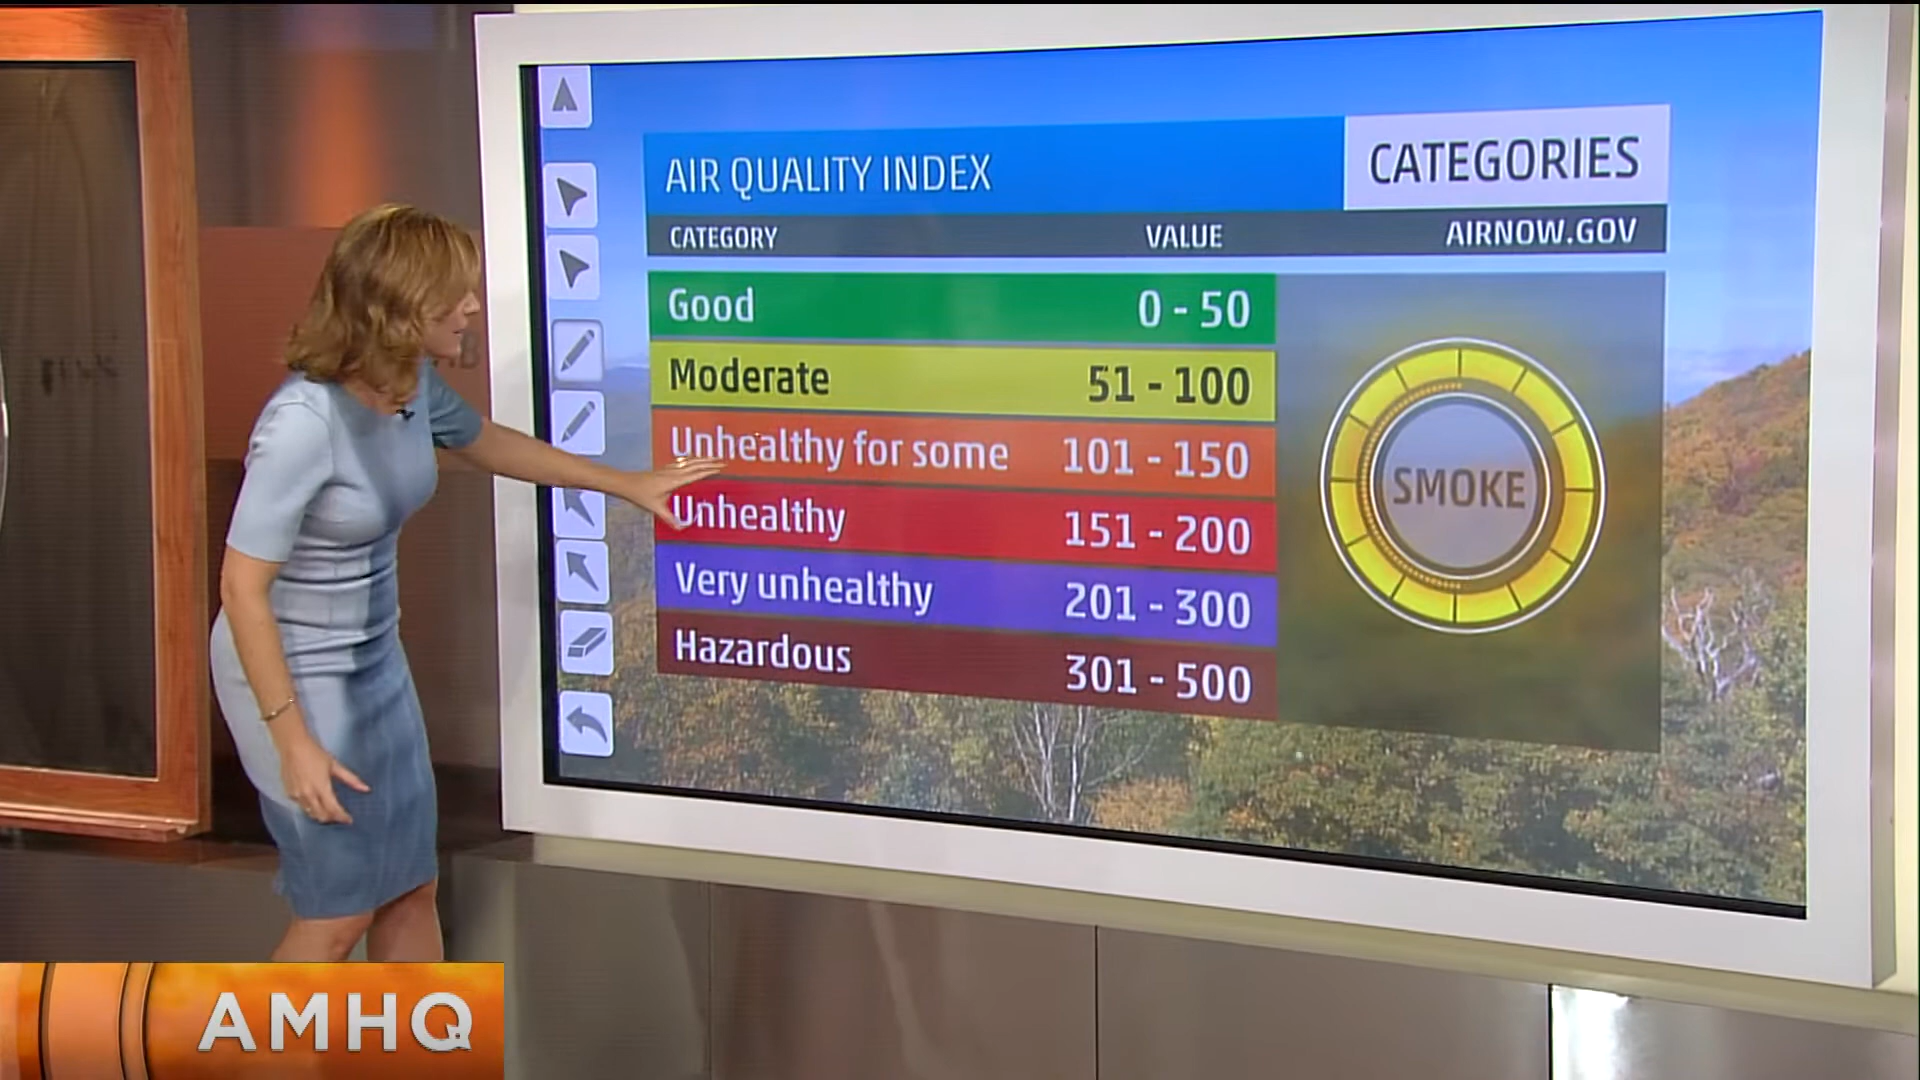 AIR QUALITY INDEX
CATEGORIES
CATEGORY VALUE AIRNOW.GOV
Good 0 - 50
Moderate 51 - 100
Unhealthy for some 101 - 150
Unhealthy 151 - 200
Very unhealthy 201 - 300
Hazardous 301 - 500
SMOKE
AMHQ